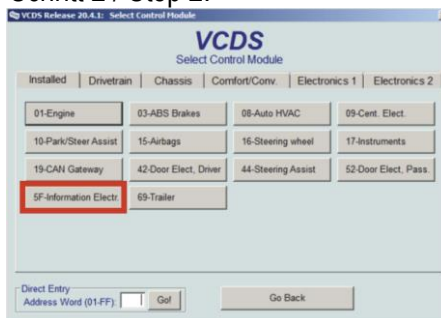 Schritt 2 / Step 2:
VCDS Release 20.4.1: Select Control Module
VCDS
Select Control Module
Installed Drivetrain Chassis Comfort/Conv. Electronics 1 Electronics 2
01-Engine 03-ABS Brakes 08-Auto HVAC 09-Cent. Elect.
10-Park/Steer Assist 15-Airbags 16-Steering wheel 17-Instruments
19-CAN Gateway 42-Door Elect, Driver 44-Steering Assist 52-Door Elect, Pass.
5F-Information Electr. 69-Trailer
Direct Entry
Address Word (01-FF): Go! Go Back